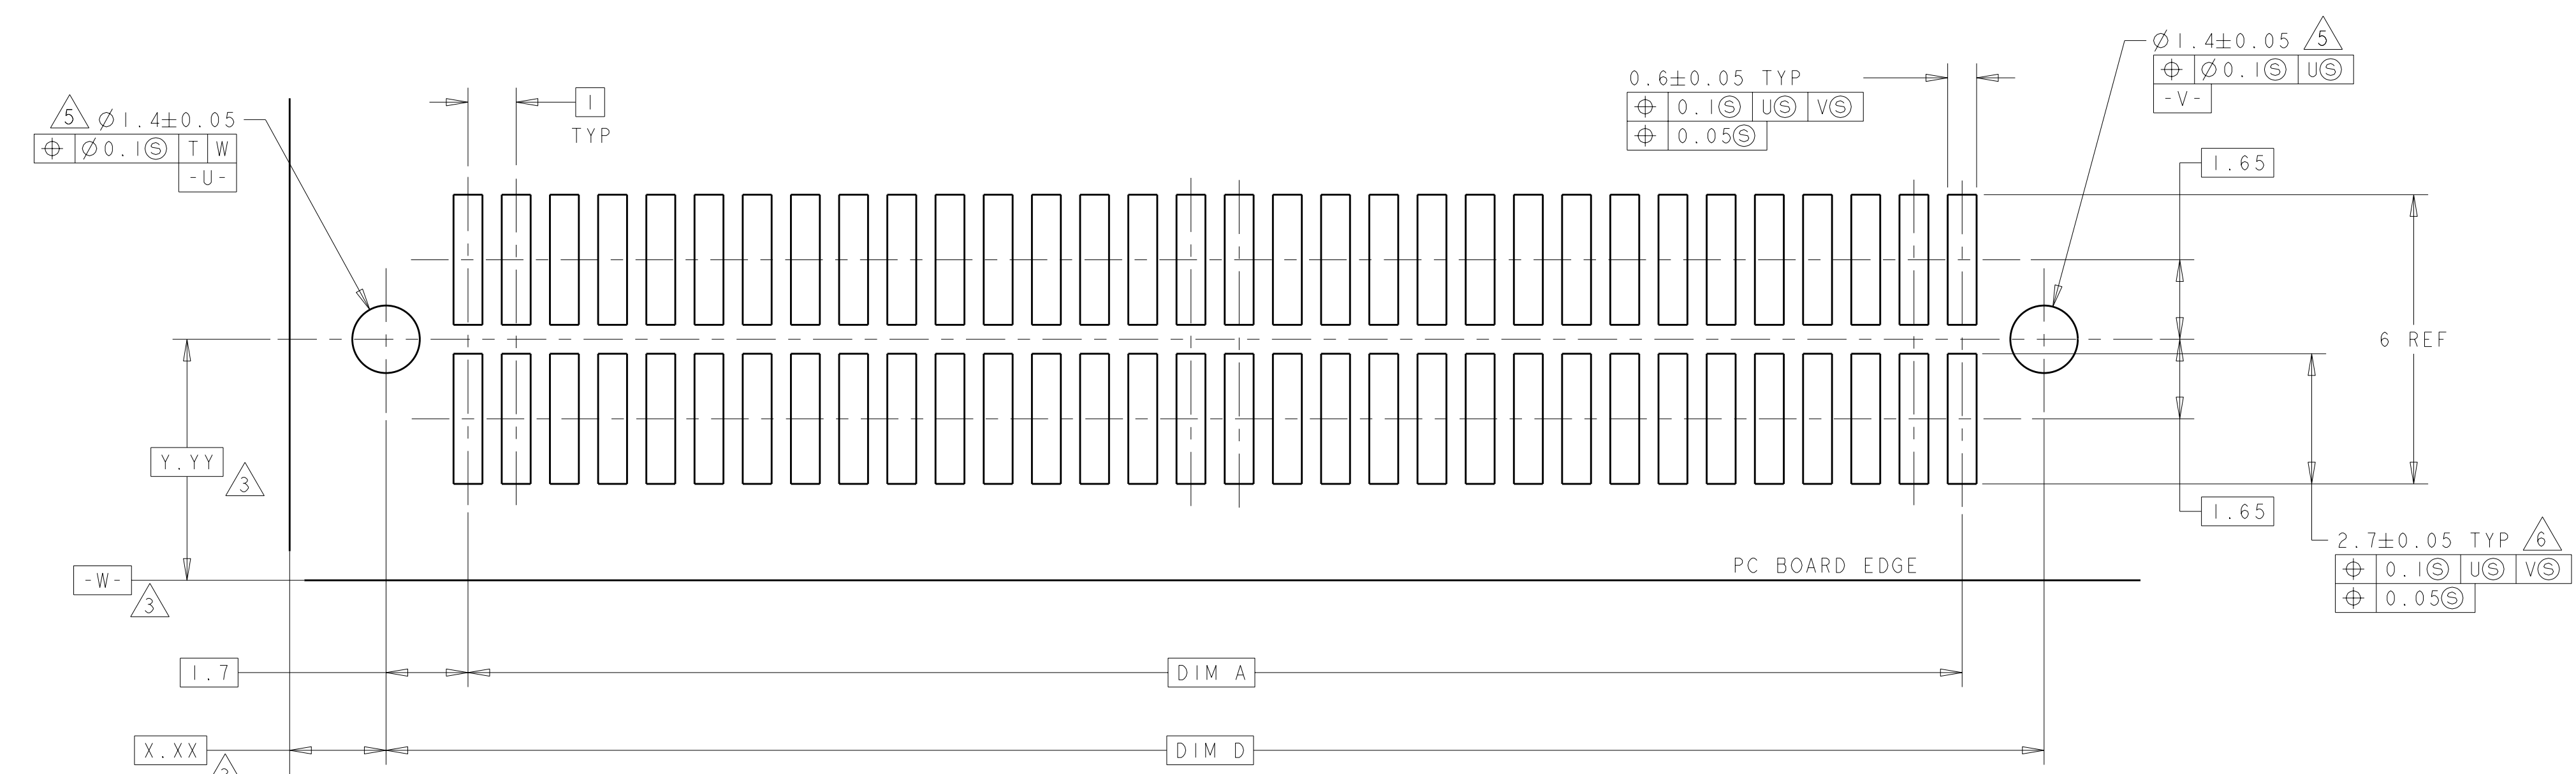 5 Ø1.4±0.05
⌖ Ø0.1Ⓢ T W
-U-
1
TYP
0.6±0.05 TYP
⌖ 0.1Ⓢ UⓈ VⓈ
⌖ 0.05Ⓢ
Ø1.4±0.05 5
⌖ Ø0.1Ⓢ UⓈ
-V-
1.65
6 REF
Y.YY
3
1.65
2.7±0.05 TYP 6
⌖ 0.1Ⓢ UⓈ VⓈ
⌖ 0.05Ⓢ
PC BOARD EDGE
-W-
3
1.7
DIM A
X.XX
DIM D